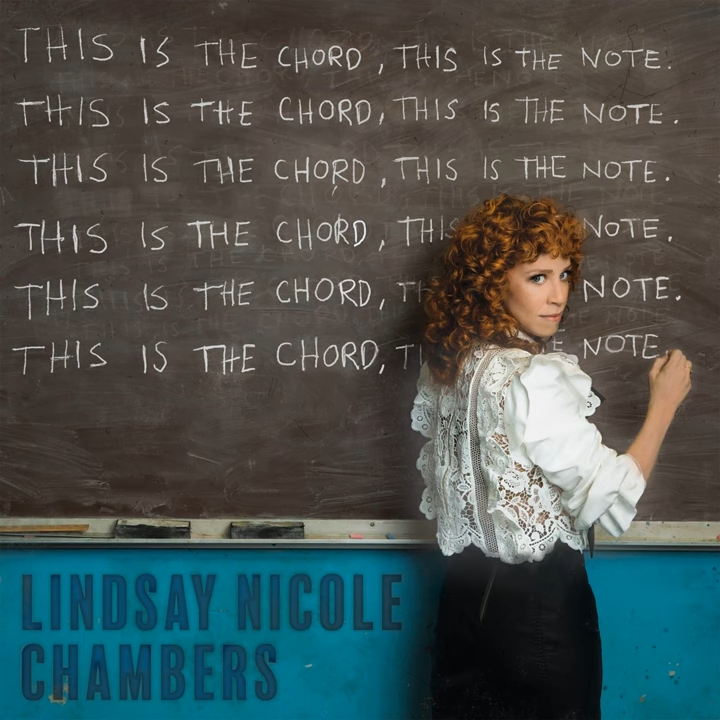 THIS IS THE CHORD, THIS IS THE NOTE.
THIS IS THE CHORD, THIS IS THE NOTE.
THIS IS THE CHORD, THIS IS THE NOTE.
THIS IS THE CHORD, THIS NOTE.
THIS IS THE CHORD, NOTE.
THIS IS THE CHORD, NOTE
LINDSAY NICOLE
CHAMBERS